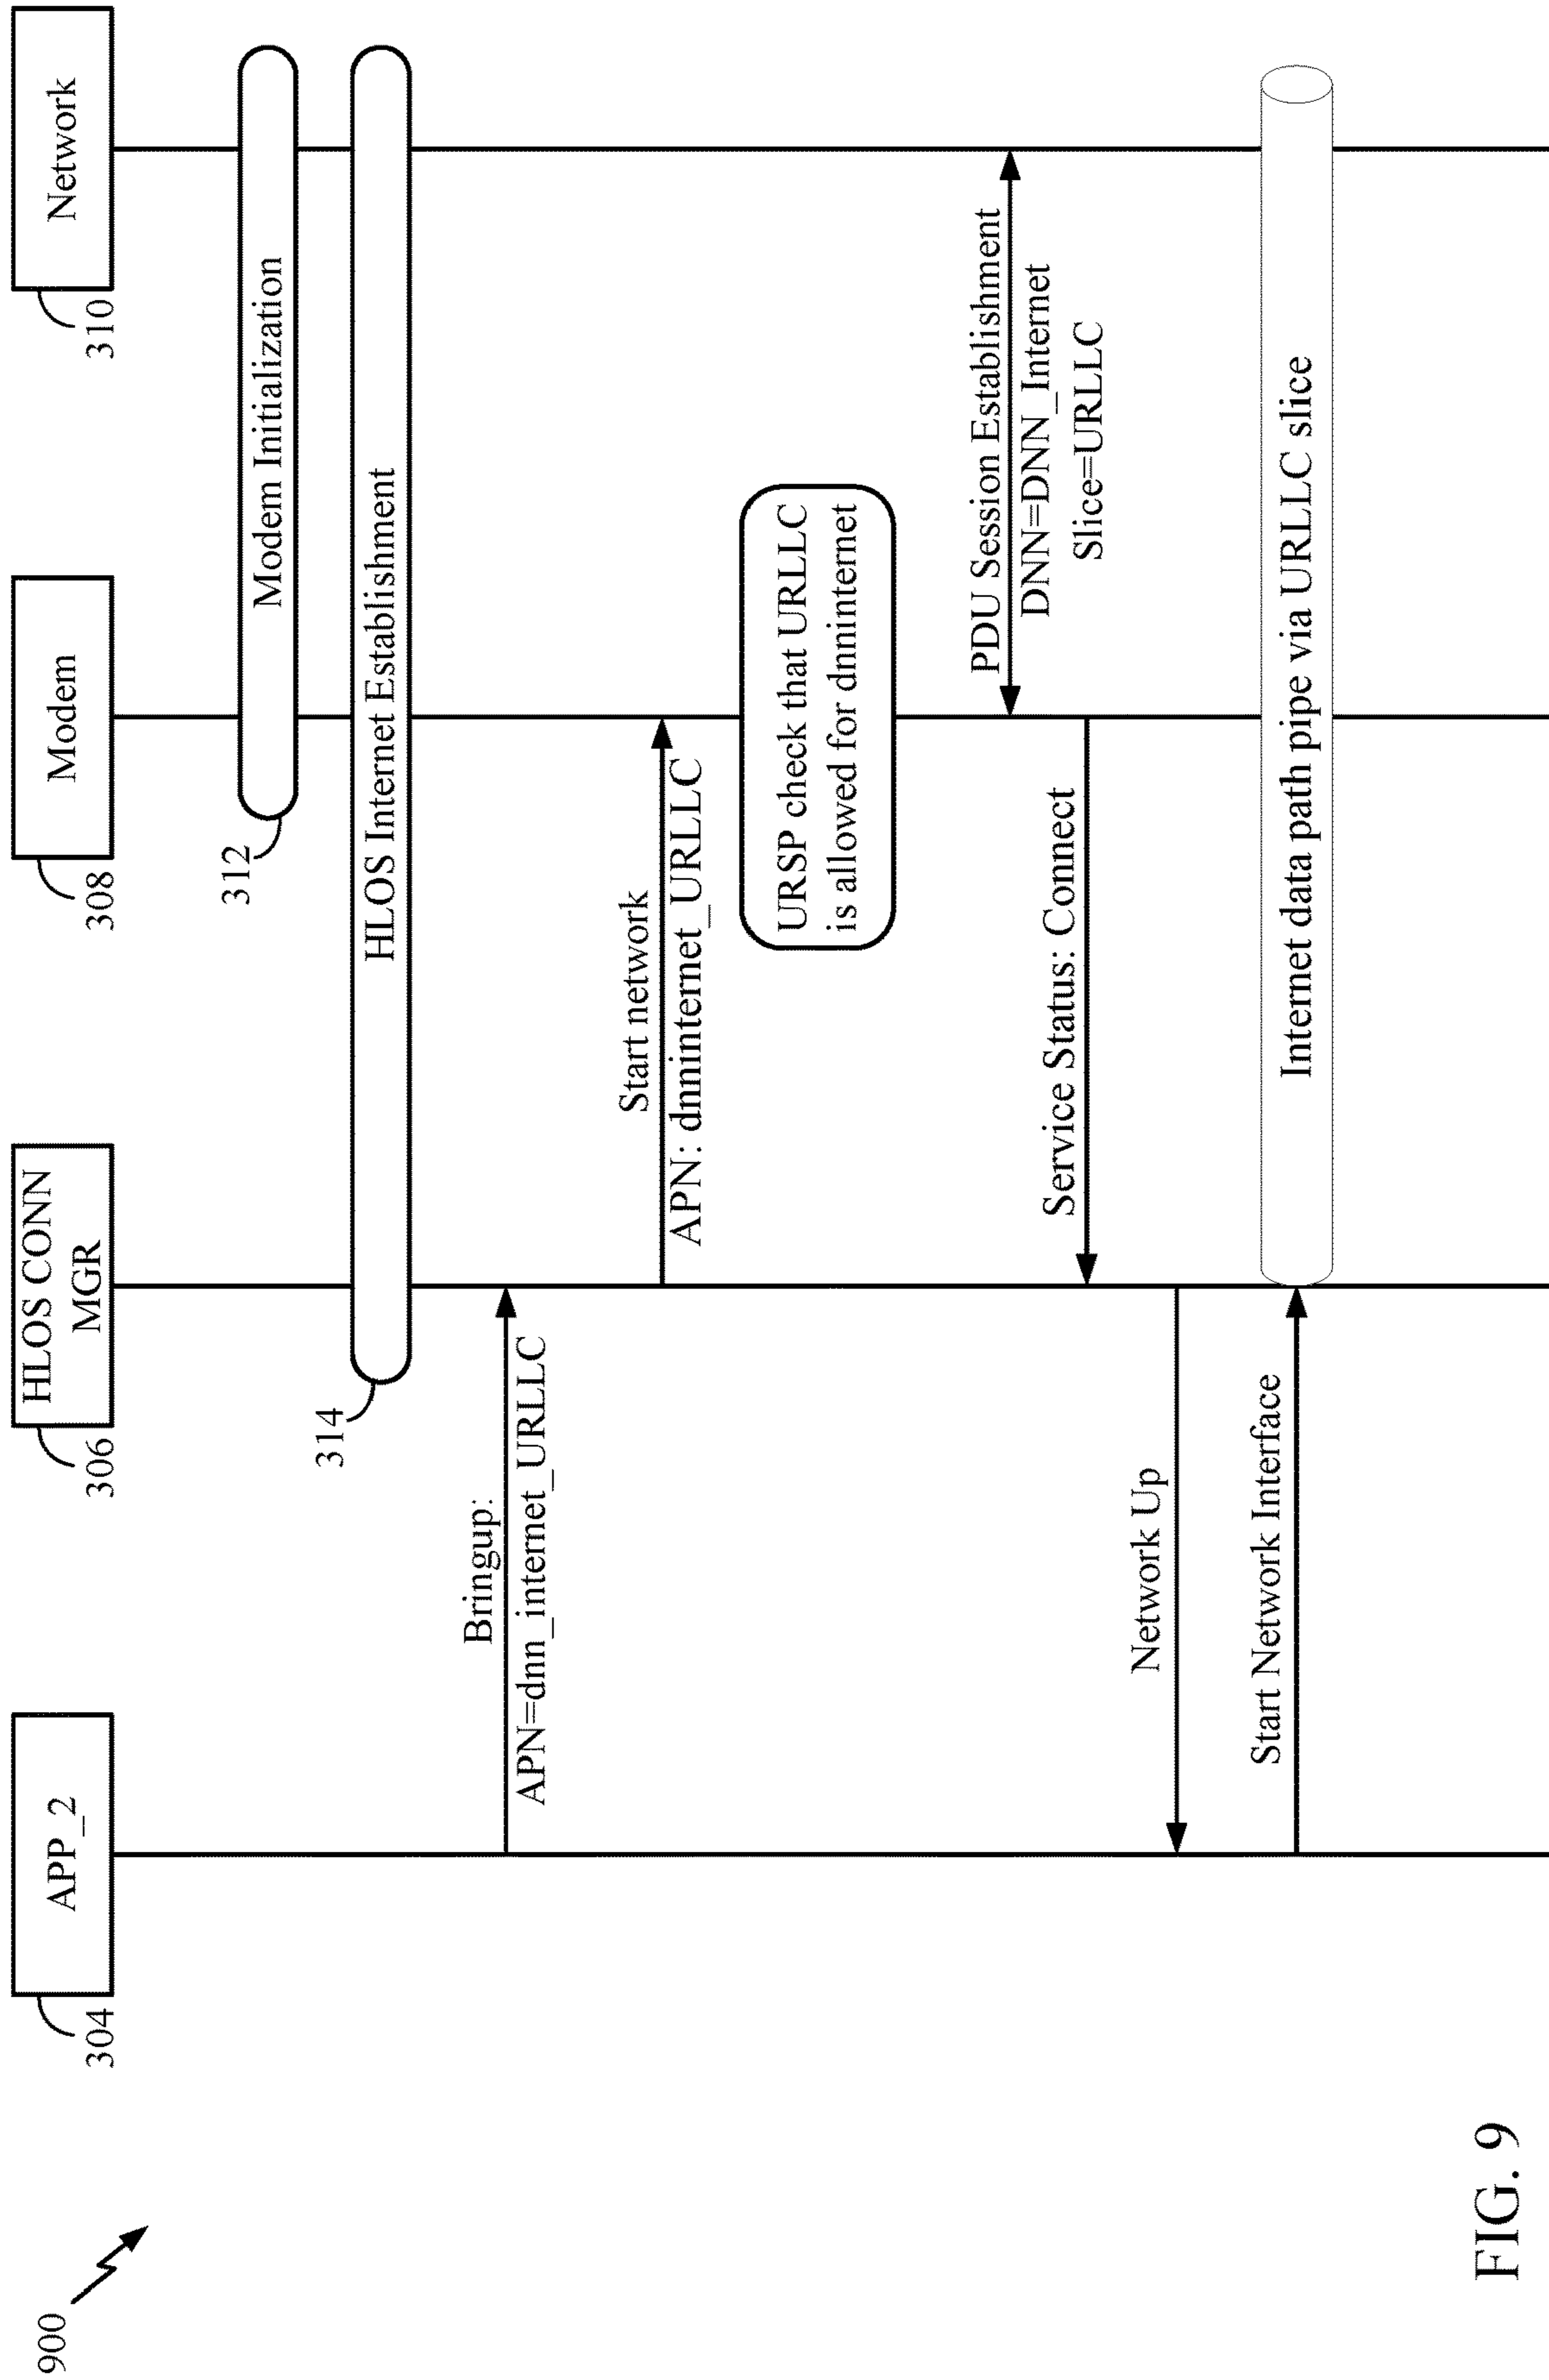 900
APP_2
304
HLOS CONN
MGR
306
Modem
308
Network
310
Modem Initialization
312
HLOS Internet Establishment
314
Bringup:
APN=dnn_internet_URLLC
Start network
APN: dnninternet_URLLC
URSP check that URLLC
is allowed for dnninternet
PDU Session Establishment
DNN=DNN_Internet
Slice=URLLC
Service Status: Connect
Network Up
Start Network Interface
Internet data path pipe via URLLC slice
FIG. 9